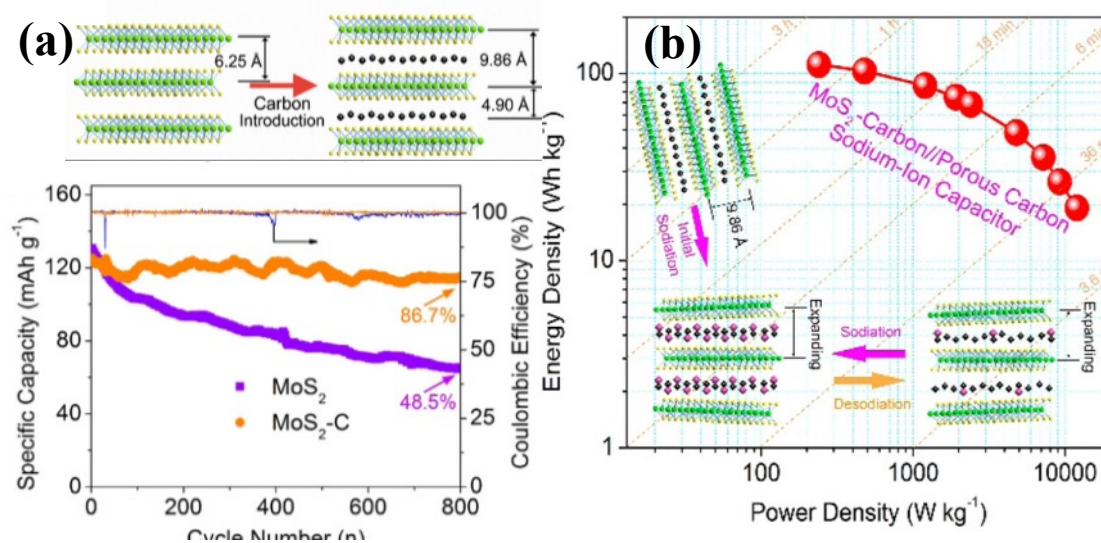 (a)
6.25 Å
Carbon
Introduction
9.86 Å
4.90 Å
Specific Capacity (mAh g-1)
160
120
80
40
0
86.7%
48.5%
MoS2
MoS2-C
100
75
50
25
0
Coulombic Efficiency (%)
0
200
400
600
800
Cycle Number (n)
(b)
Energy Density (Wh kg-1)
100
10
1
3 h
1 h
18 min
6 min
36 s
3.6
MoS2-Carbon//Porous Carbon
Sodium-Ion Capacitor
9.86 Å
Initial
Sodiation
Expanding
Sodiation
Desodiation
Expanding
100
1000
10000
Power Density (W kg-1)